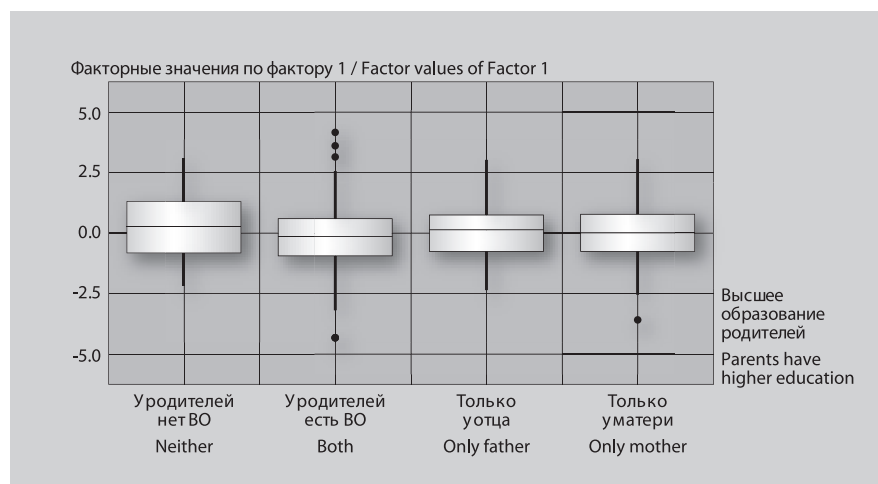 Факторные значения по фактору 1 / Factor values of Factor 1
5.0
2.5
0.0
-2.5
-5.0
Высшее
образование
родителей
Parents have
higher education
У родителей
нет ВО
Neither
У родителей
есть ВО
Both
Только
у отца
Only father
Только
у матери
Only mother